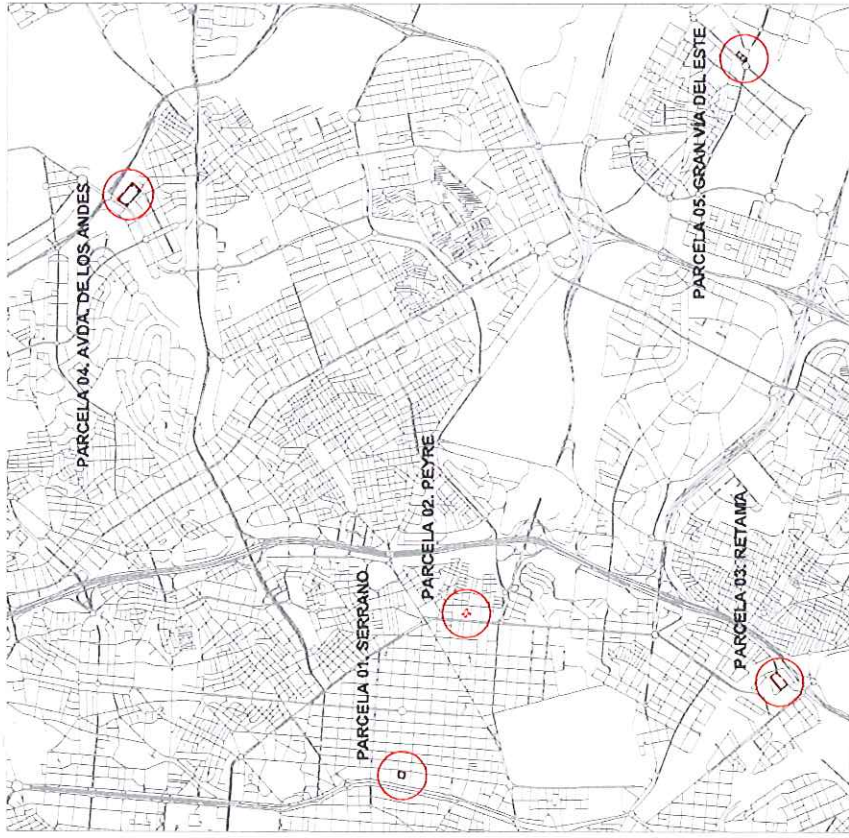 PARCELA 01. SERRANO
PARCELA 02. PEYRE
PARCELA 03. RETAMA
PARCELA 04. AVDA. DE LOS ANDES
PARCELA 05. GRAN VIA DEL ESTE